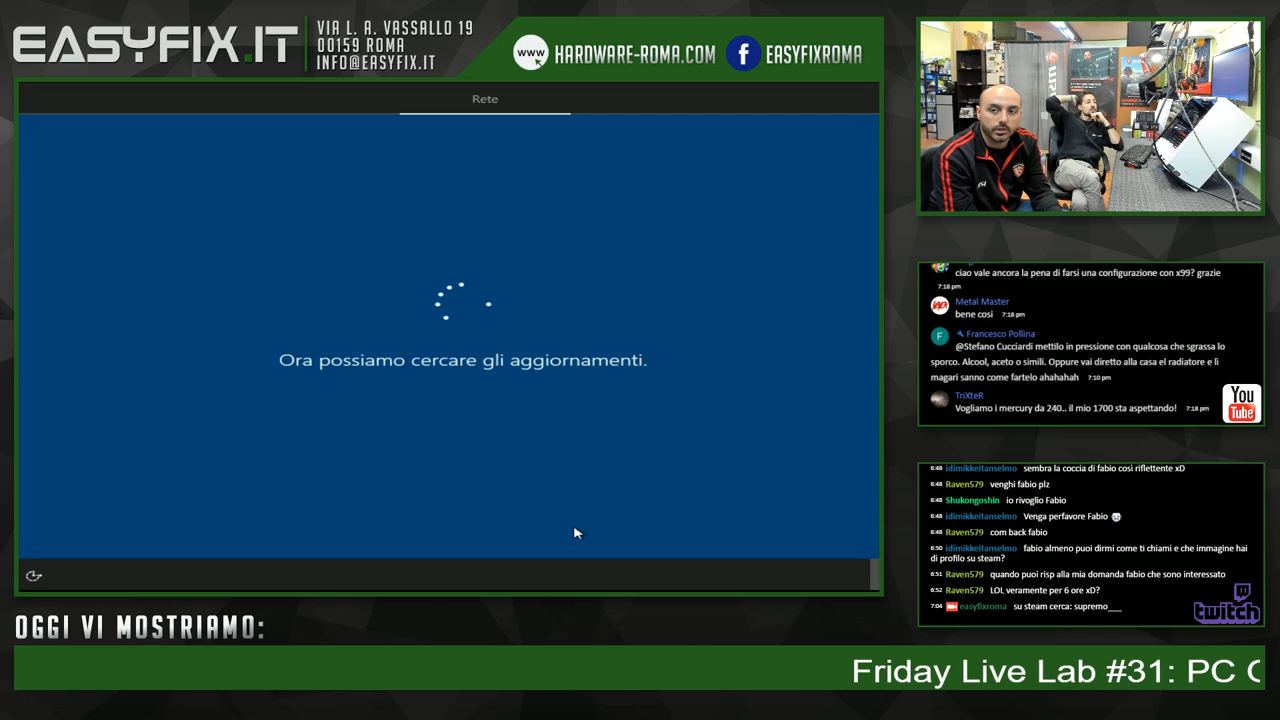 EASYFIX.IT
VIA L. A. VASSALLO 19
00159 ROMA
INFO@EASYFIX.IT
WWW
HARDWARE-ROMA.COM
f
EASYFIXROMA
Rete
Ora possiamo cercare gli aggiornamenti.
ciao vale ancora la pena di farsi una configurazione con x99? grazie
7:18 pm
Metal Master
bene cosi 7:18 pm
F Francesco Pollina
@Stefano Cucciardi mettilo in pressione con qualcosa che sgrassa lo
sporco. Alcool, aceto o simili. Oppure vai diretto alla casa el radiatore e li
magari sanno come fartelo ahahahah 7:10 pm
TriXteR
Vogliamo i mercury da 240.. il mio 1700 sta aspettando! 7:18 pm
You
Tube
6:48 idimikkeitanselmo sembra la coccia di fabio così riflettente xD
6:48 Raven579 venghi fabio plz
6:48 Shukongoshin io rivoglio Fabio
6:48 idimikkeitanselmo Venga perfavore Fabio
6:48 Raven579 com back fabio
6:50 idimikkeitanselmo fabio almeno puoi dirmi come ti chiami e che immagine hai
di profilo su steam?
6:51 Raven579 quando puoi risp alla mia domanda fabio che sono interessato
6:52 Raven579 LOL veramente per 6 ore xD?
7:04 easyfixroma su steam cerca: supremo___
twitch
OGGI VI MOSTRIAMO:
Friday Live Lab #31: PC